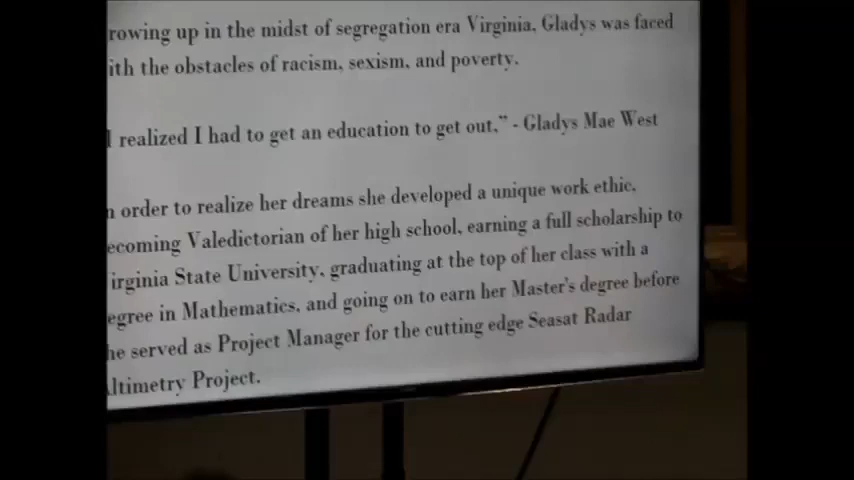 rowing up in the midst of segregation era Virginia, Gladys was faced
ith the obstacles of racism, sexism, and poverty.
I realized I had to get an education to get out," - Gladys Mae West
n order to realize her dreams she developed a unique work ethic,
ecoming Valedictorian of her high school, earning a full scholarship to
irginia State University, graduating at the top of her class with a
egree in Mathematics, and going on to earn her Master's degree before
he served as Project Manager for the cutting edge Seasat Radar
ltimetry Project.